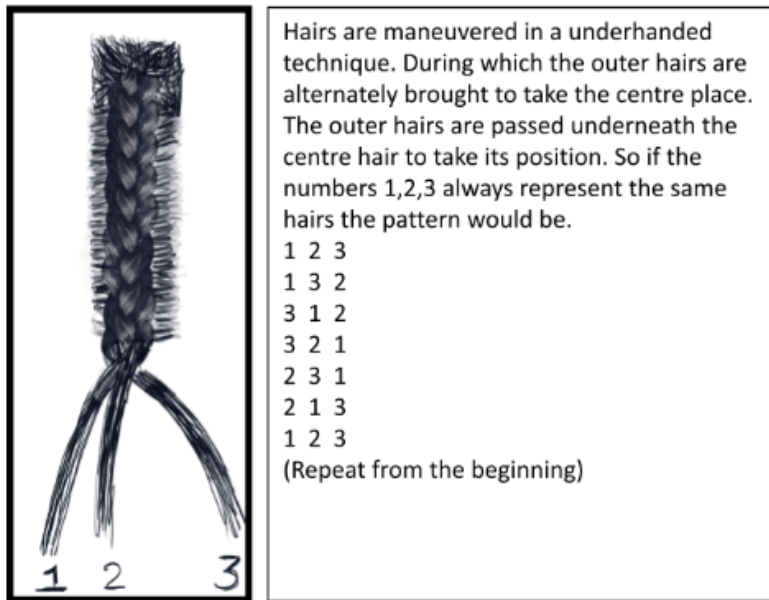 Hairs are maneuvered in a underhanded
technique. During which the outer hairs are
alternately brought to take the centre place.
The outer hairs are passed underneath the
centre hair to take its position. So if the
numbers 1,2,3 always represent the same
hairs the pattern would be.
1 2 3
1 3 2
3 1 2
3 2 1
2 3 1
2 1 3
1 2 3
(Repeat from the beginning)
1 2 3